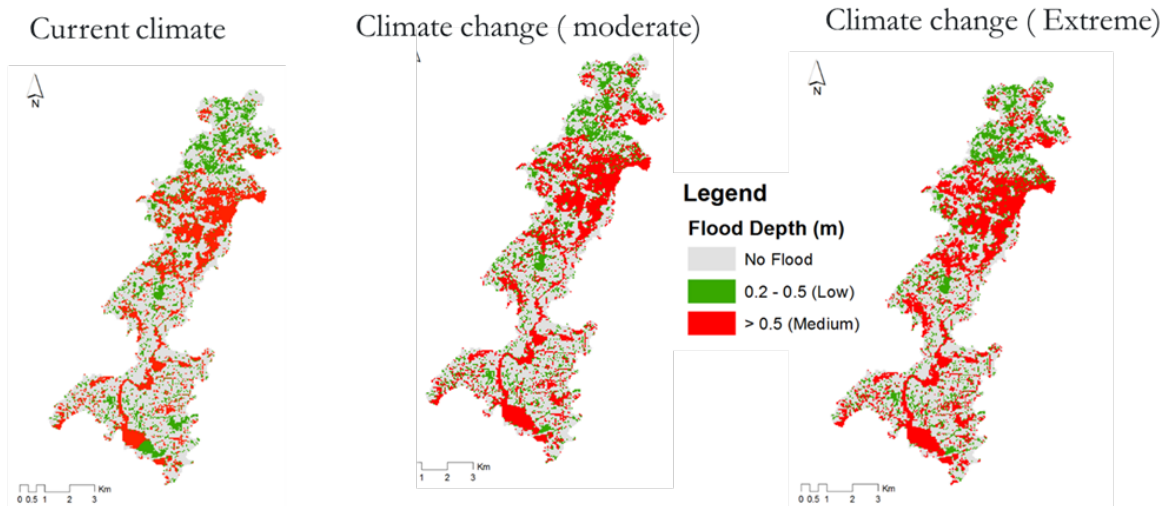 Current climate
Climate change ( moderate)
Climate change ( Extreme)
N
N
N
Legend
Flood Depth (m)
No Flood
0.2 - 0.5 (Low)
> 0.5 (Medium)
0 0.5 1 2 3 Km
1 2 3 Km
0 0.5 1 2 3 Km